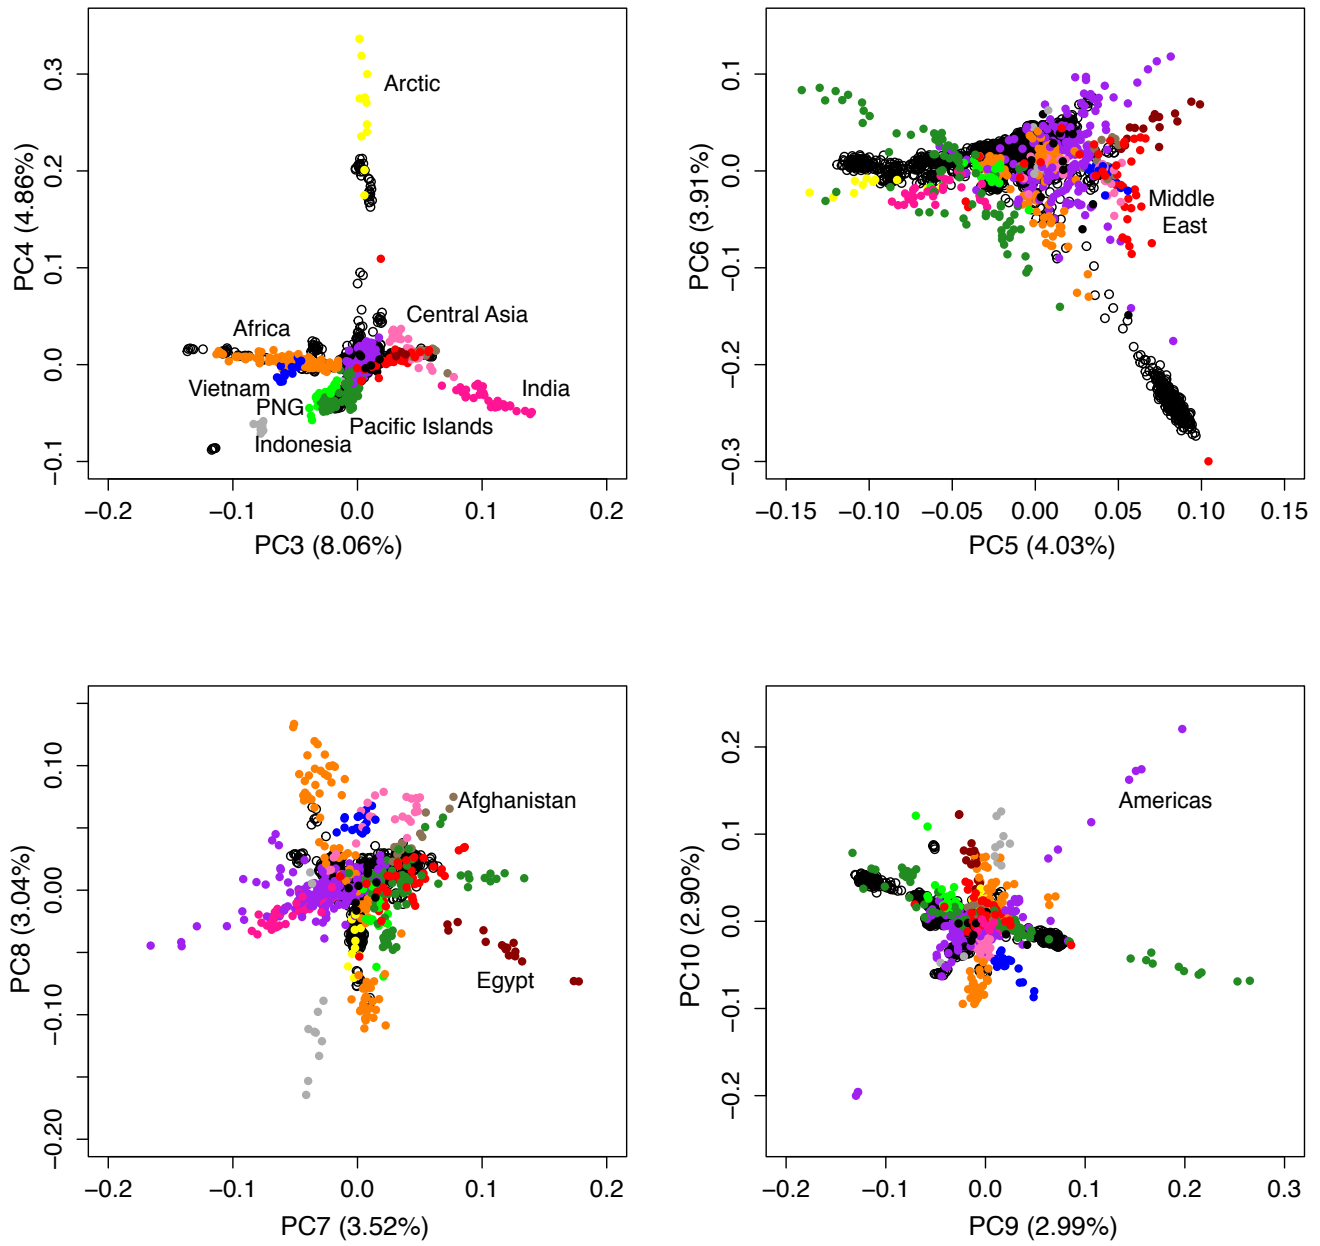 Arctic
Africa
Central Asia
Vietnam
India
PNG
Pacific Islands
Indonesia
0.3
0.2
0.1
0.0
−0.1
PC4 (4.86%)
−0.2 −0.1 0.0 0.1 0.2
PC3 (8.06%)
Middle
East
0.1
0.0
−0.1
−0.2
−0.3
PC6 (3.91%)
−0.15 −0.10 −0.05 0.00 0.05 0.10 0.15
PC5 (4.03%)
Afghanistan
Egypt
0.10
0.00
−0.10
−0.20
PC8 (3.04%)
−0.2 −0.1 0.0 0.1 0.2
PC7 (3.52%)
Americas
0.2
0.1
0.0
−0.1
−0.2
PC10 (2.90%)
−0.2 −0.1 0.0 0.1 0.2 0.3
PC9 (2.99%)